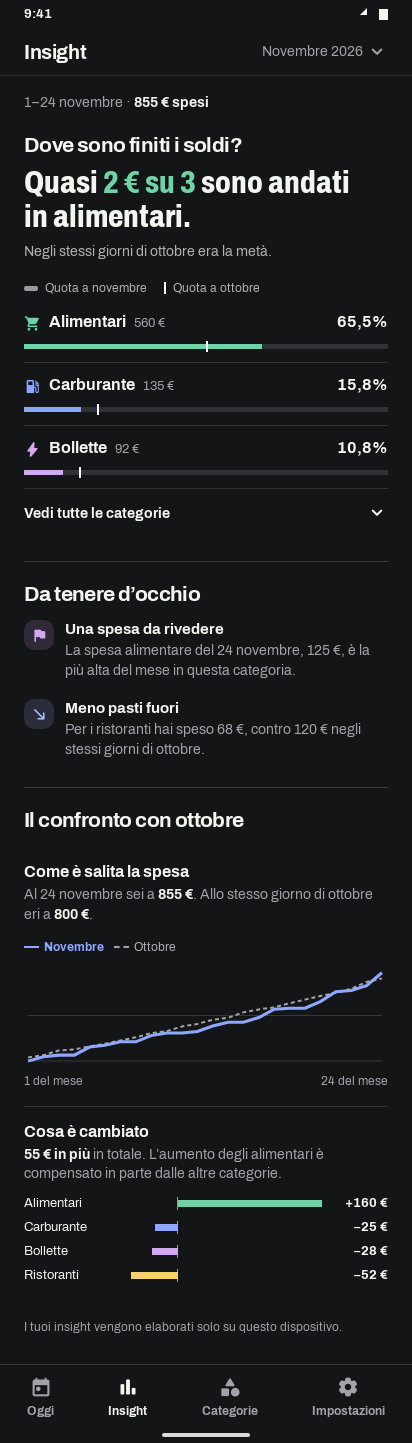 9:41
Insight
Novembre 2026
1–24 novembre · 855 € spesi
Dove sono finiti i soldi?
Quasi 2 € su 3 sono andati
in alimentari.
Negli stessi giorni di ottobre era la metà.
Quota a novembre Quota a ottobre
Alimentari 560 € 65,5%
Carburante 135 € 15,8%
Bollette 92 € 10,8%
Vedi tutte le categorie
Da tenere d’occhio
Una spesa da rivedere
La spesa alimentare del 24 novembre, 125 €, è la
più alta del mese in questa categoria.
Meno pasti fuori
Per i ristoranti hai speso 68 €, contro 120 € negli
stessi giorni di ottobre.
Il confronto con ottobre
Come è salita la spesa
Al 24 novembre sei a 855 €. Allo stesso giorno di ottobre
eri a 800 €.
Novembre Ottobre
1 del mese 24 del mese
Cosa è cambiato
55 € in più in totale. L’aumento degli alimentari è
compensato in parte dalle altre categorie.
Alimentari +160 €
Carburante −25 €
Bollette −28 €
Ristoranti −52 €
I tuoi insight vengono elaborati solo su questo dispositivo.
Oggi Insight Categorie Impostazioni